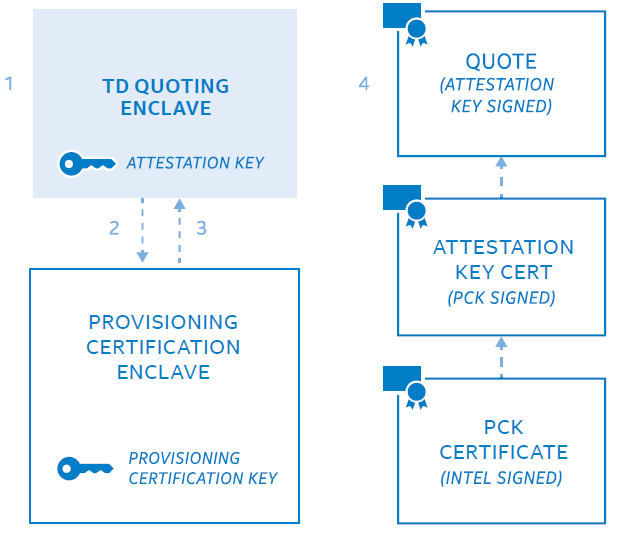 1
TD QUOTING
ENCLAVE
ATTESTATION KEY
2
3
PROVISIONING
CERTIFICATION
ENCLAVE
PROVISIONING
CERTIFICATION KEY
4
QUOTE
(ATTESTATION
KEY SIGNED)
ATTESTATION
KEY CERT
(PCK SIGNED)
PCK
CERTIFICATE
(INTEL SIGNED)